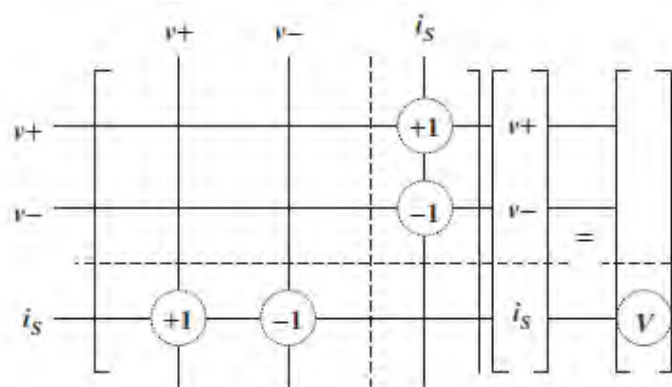 v+ v− i_S
v+ +1 v+
v− −1 v−
=
i_S +1 −1 i_S V